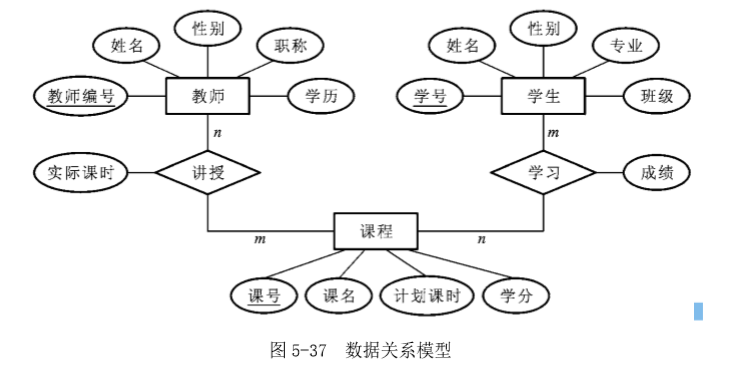 性别 性别
姓名 职称 姓名 专业
教师编号 教师 学历 学号 学生 班级
n m
实际课时 讲授 学习 成绩
课程
m n
课号 课名 计划课时 学分
图 5-37 数据关系模型